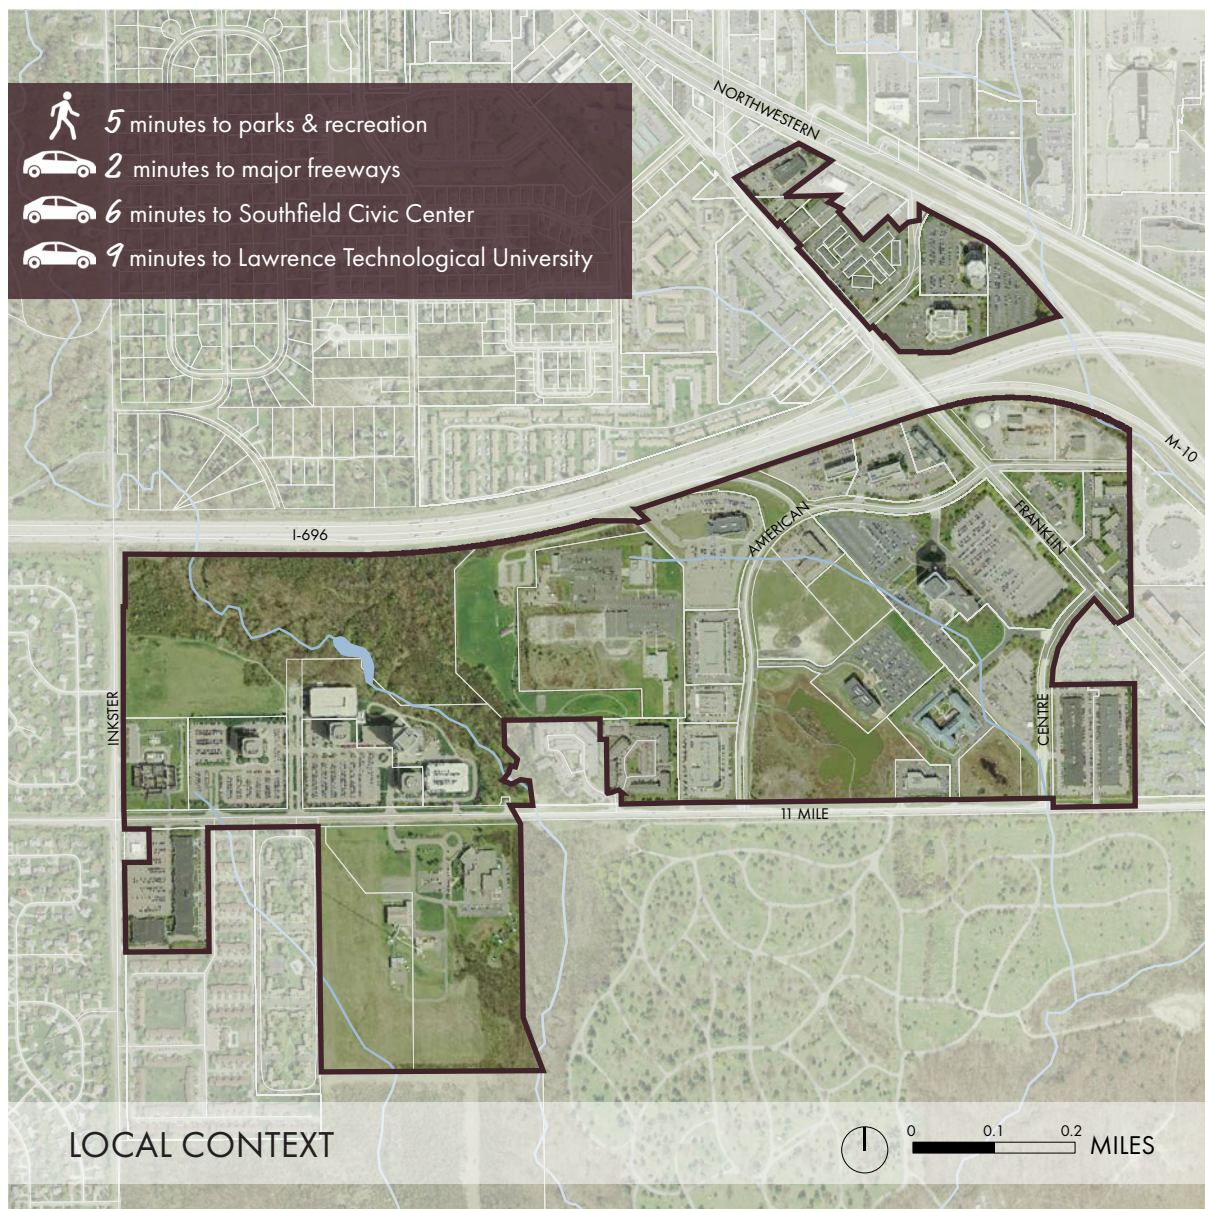 5 minutes to parks & recreation
2 minutes to major freeways
6 minutes to Southfield Civic Center
9 minutes to Lawrence Technological University
NORTHWESTERN
M-10
I-696
AMERICAN
FRANKLIN
INKSTER
CENTRE
11 MILE
LOCAL CONTEXT
0 0.1 0.2 MILES